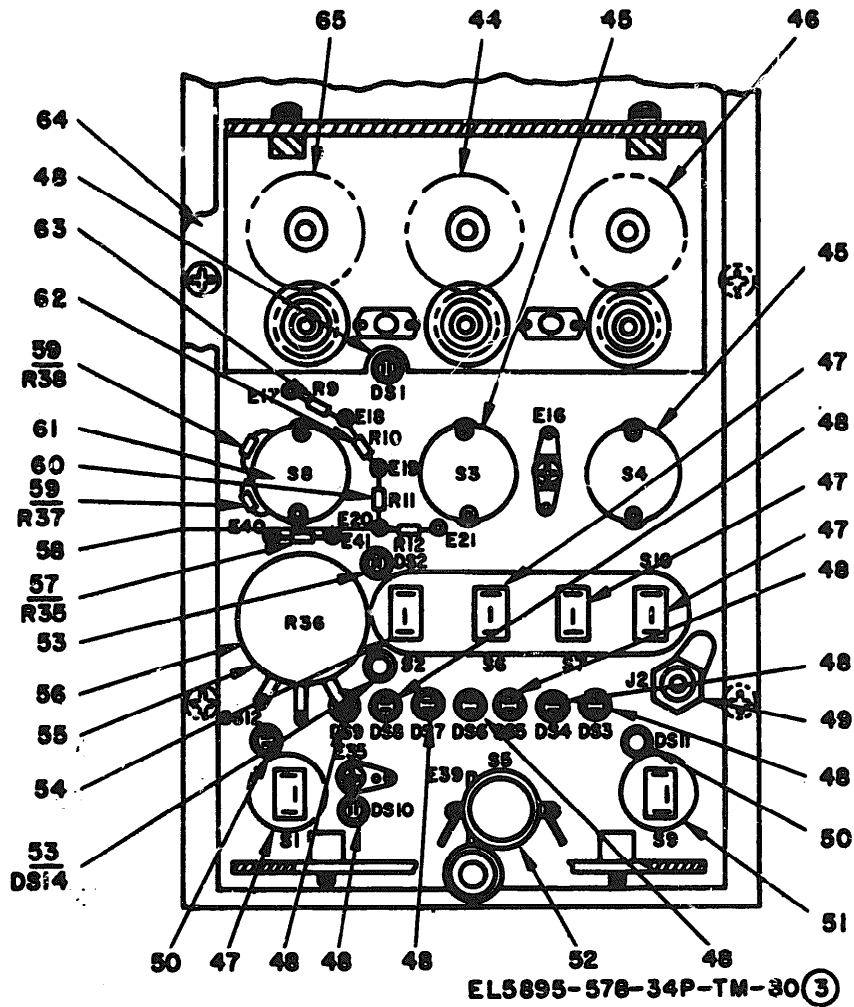 65 44 45 46
64
48
63
62
59
R38
61
60
59
R37
58
57
R35
53
56
55
54
53
DS14
45
47
48
47
47
48
48
49
48
50
51
DS1
E17 R9
E18
R10
E16
S8
E19
S3
S4
R11
E40
E20
E41
R12
E21
DS2
S10
R36
S2
S6
S7
J2
DS12
DS9 DS8 DS7 DS6 DS5 DS4 DS3
DS11
E35
E39
S5
DS10
S1
S9
50 47 48 48 48 52 48
EL5895-578-34P-TM-30 3